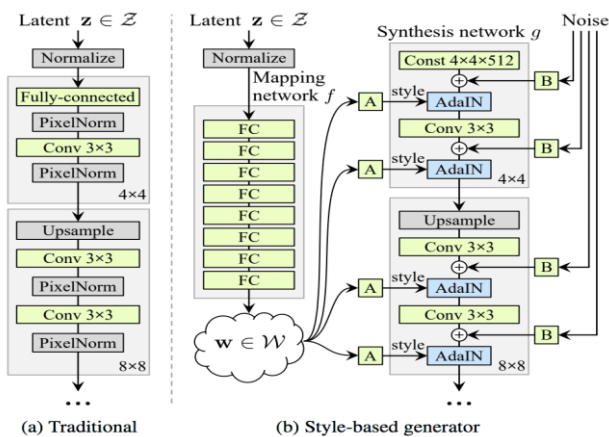 Latent z ∈ Z
Normalize
Fully-connected
PixelNorm
Conv 3×3
PixelNorm
4×4
Upsample
Conv 3×3
PixelNorm
Conv 3×3
PixelNorm
8×8
...
(a) Traditional
Latent z ∈ Z
Normalize
Mapping
network f
FC
FC
FC
FC
FC
FC
FC
FC
w ∈ W
A
style
A
style
A
style
A
style
Synthesis network g
Const 4×4×512
AdaIN
Conv 3×3
AdaIN
4×4
Upsample
Conv 3×3
AdaIN
Conv 3×3
AdaIN
8×8
...
Noise
B
B
B
B
(b) Style-based generator